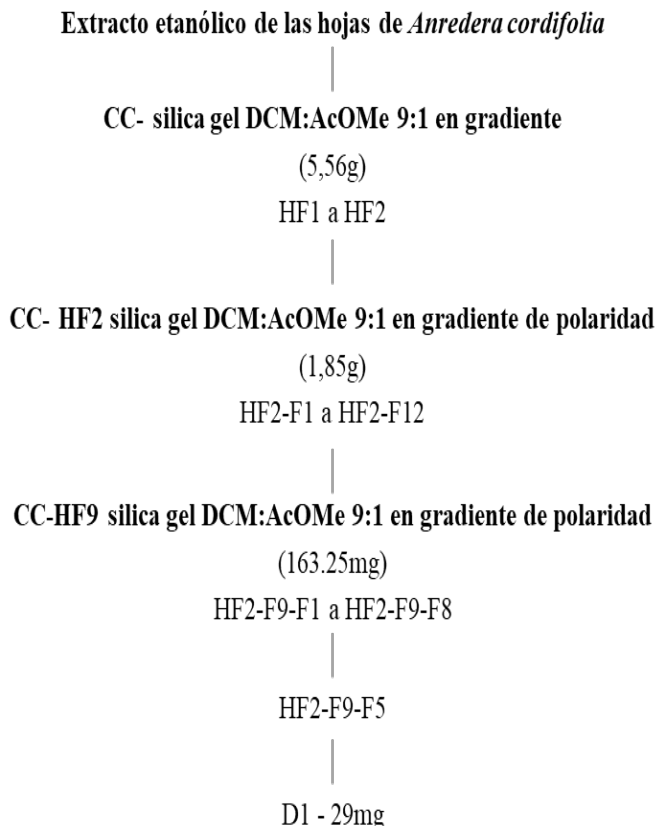 Extracto etanólico de las hojas de Anredera cordifolia
CC- silica gel DCM:AcOMe 9:1 en gradiente
(5,56g)
HF1 a HF2
CC- HF2 silica gel DCM:AcOMe 9:1 en gradiente de polaridad
(1,85g)
HF2-F1 a HF2-F12
CC-HF9 silica gel DCM:AcOMe 9:1 en gradiente de polaridad
(163.25mg)
HF2-F9-F1 a HF2-F9-F8
HF2-F9-F5
D1 - 29mg